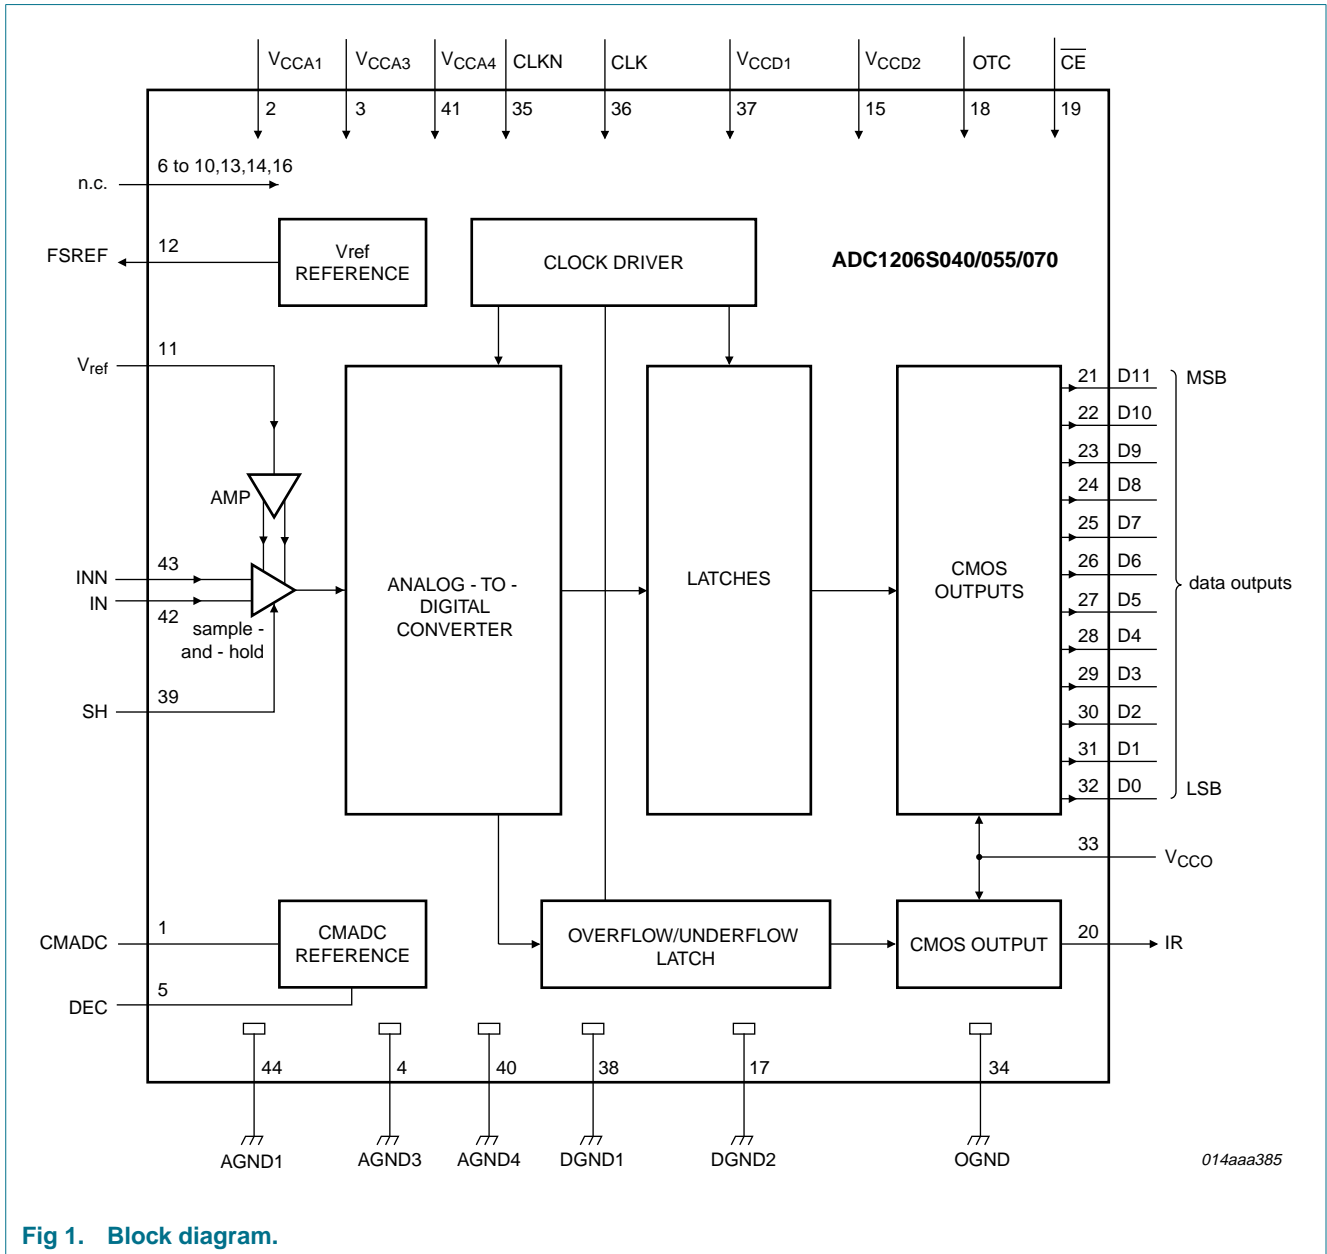 VCCA1 VCCA3 VCCA4 CLKN CLK VCCD1 VCCD2 OTC CE
2 3 41 35 36 37 15 18 19
6 to 10,13,14,16
n.c.
12
FSREF
Vref
REFERENCE
CLOCK DRIVER
ADC1206S040/055/070
11
Vref
AMP
43
INN
IN
42
sample -
and - hold
39
SH
ANALOG - TO -
DIGITAL
CONVERTER
LATCHES
CMOS
OUTPUTS
21 D11 MSB
22 D10
23 D9
24 D8
25 D7
26 D6
data outputs
27 D5
28 D4
29 D3
30 D2
31 D1
32 D0 LSB
33
VCCO
1
CMADC
CMADC
REFERENCE
OVERFLOW/UNDERFLOW
LATCH
CMOS OUTPUT
20
IR
5
DEC
44 4 40 38 17 34
AGND1 AGND3 AGND4 DGND1 DGND2 OGND
014aaa385
Fig 1. Block diagram.